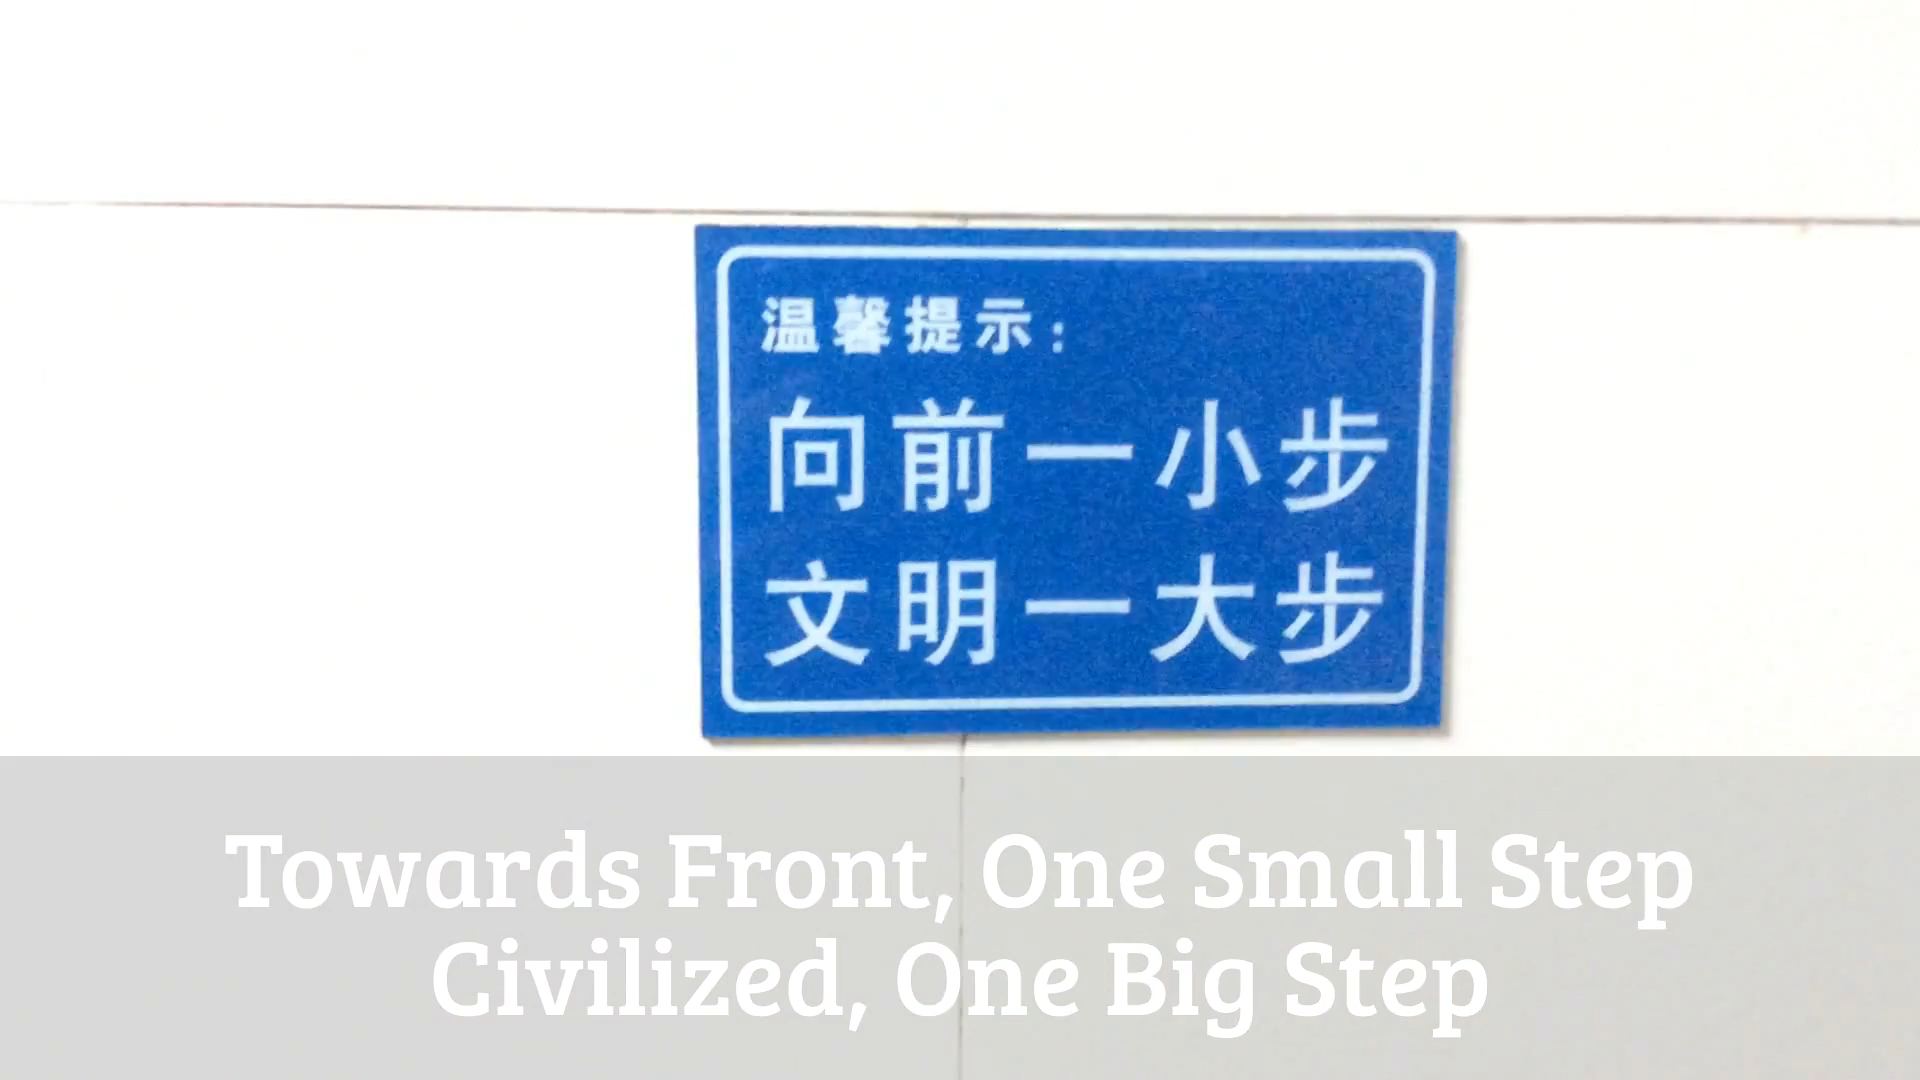 温馨提示：
向前一小步
文明一大步
Towards Front, One Small Step
Civilized, One Big Step